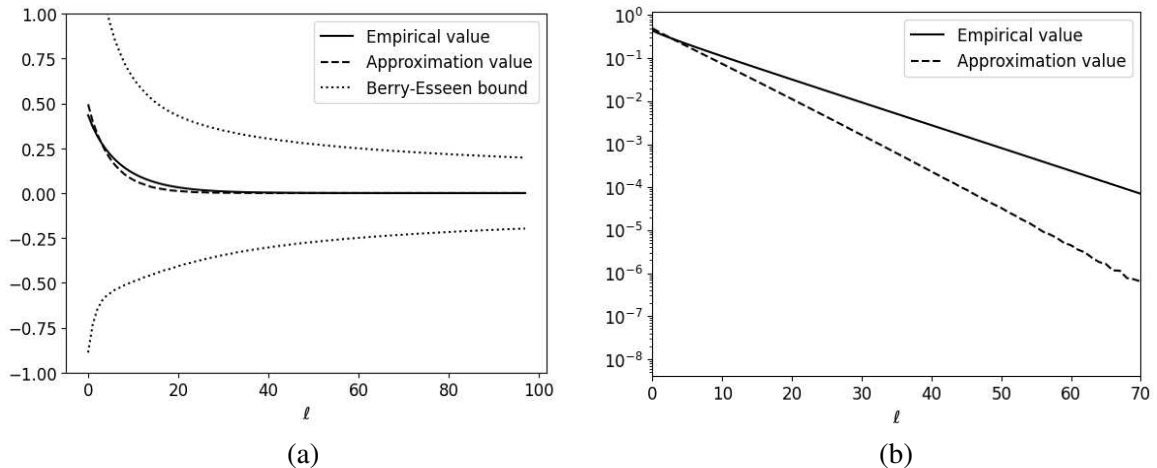 1.00
0.75
0.50
0.25
0.00
−0.25
−0.50
−0.75
−1.00
0 20 40 60 80 100
ℓ
Empirical value
Approximation value
Berry-Esseen bound
(a)
10⁰
10⁻¹
10⁻²
10⁻³
10⁻⁴
10⁻⁵
10⁻⁶
10⁻⁷
10⁻⁸
0 10 20 30 40 50 60 70
ℓ
Empirical value
Approximation value
(b)